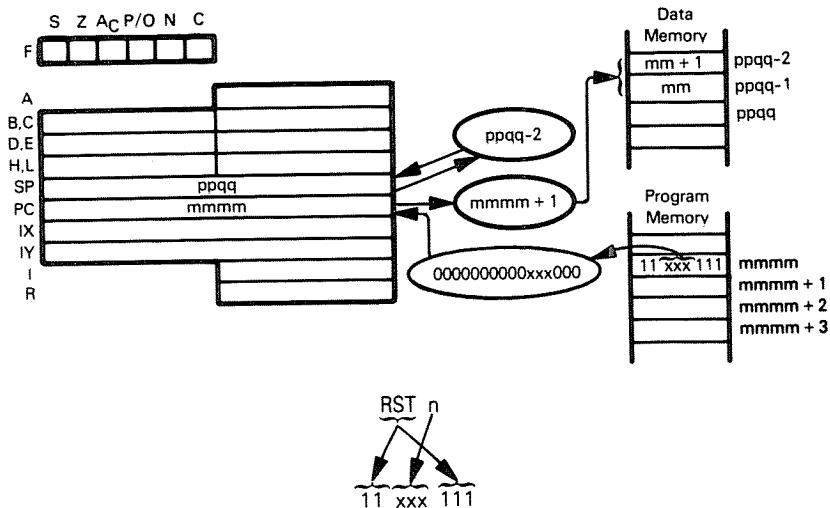 S Z AC P/O N C
F
Data
Memory
mm + 1 ppqq-2
mm ppqq-1
ppqq
A
B,C
D,E
H,L
SP ppqq
PC mmmm
IX
IY
I
R
ppqq-2
mmmm + 1
0000000000xxx000
Program
Memory
11 xxx 111 mmmm
mmmm + 1
mmmm + 2
mmmm + 3
RST n
11 xxx 111